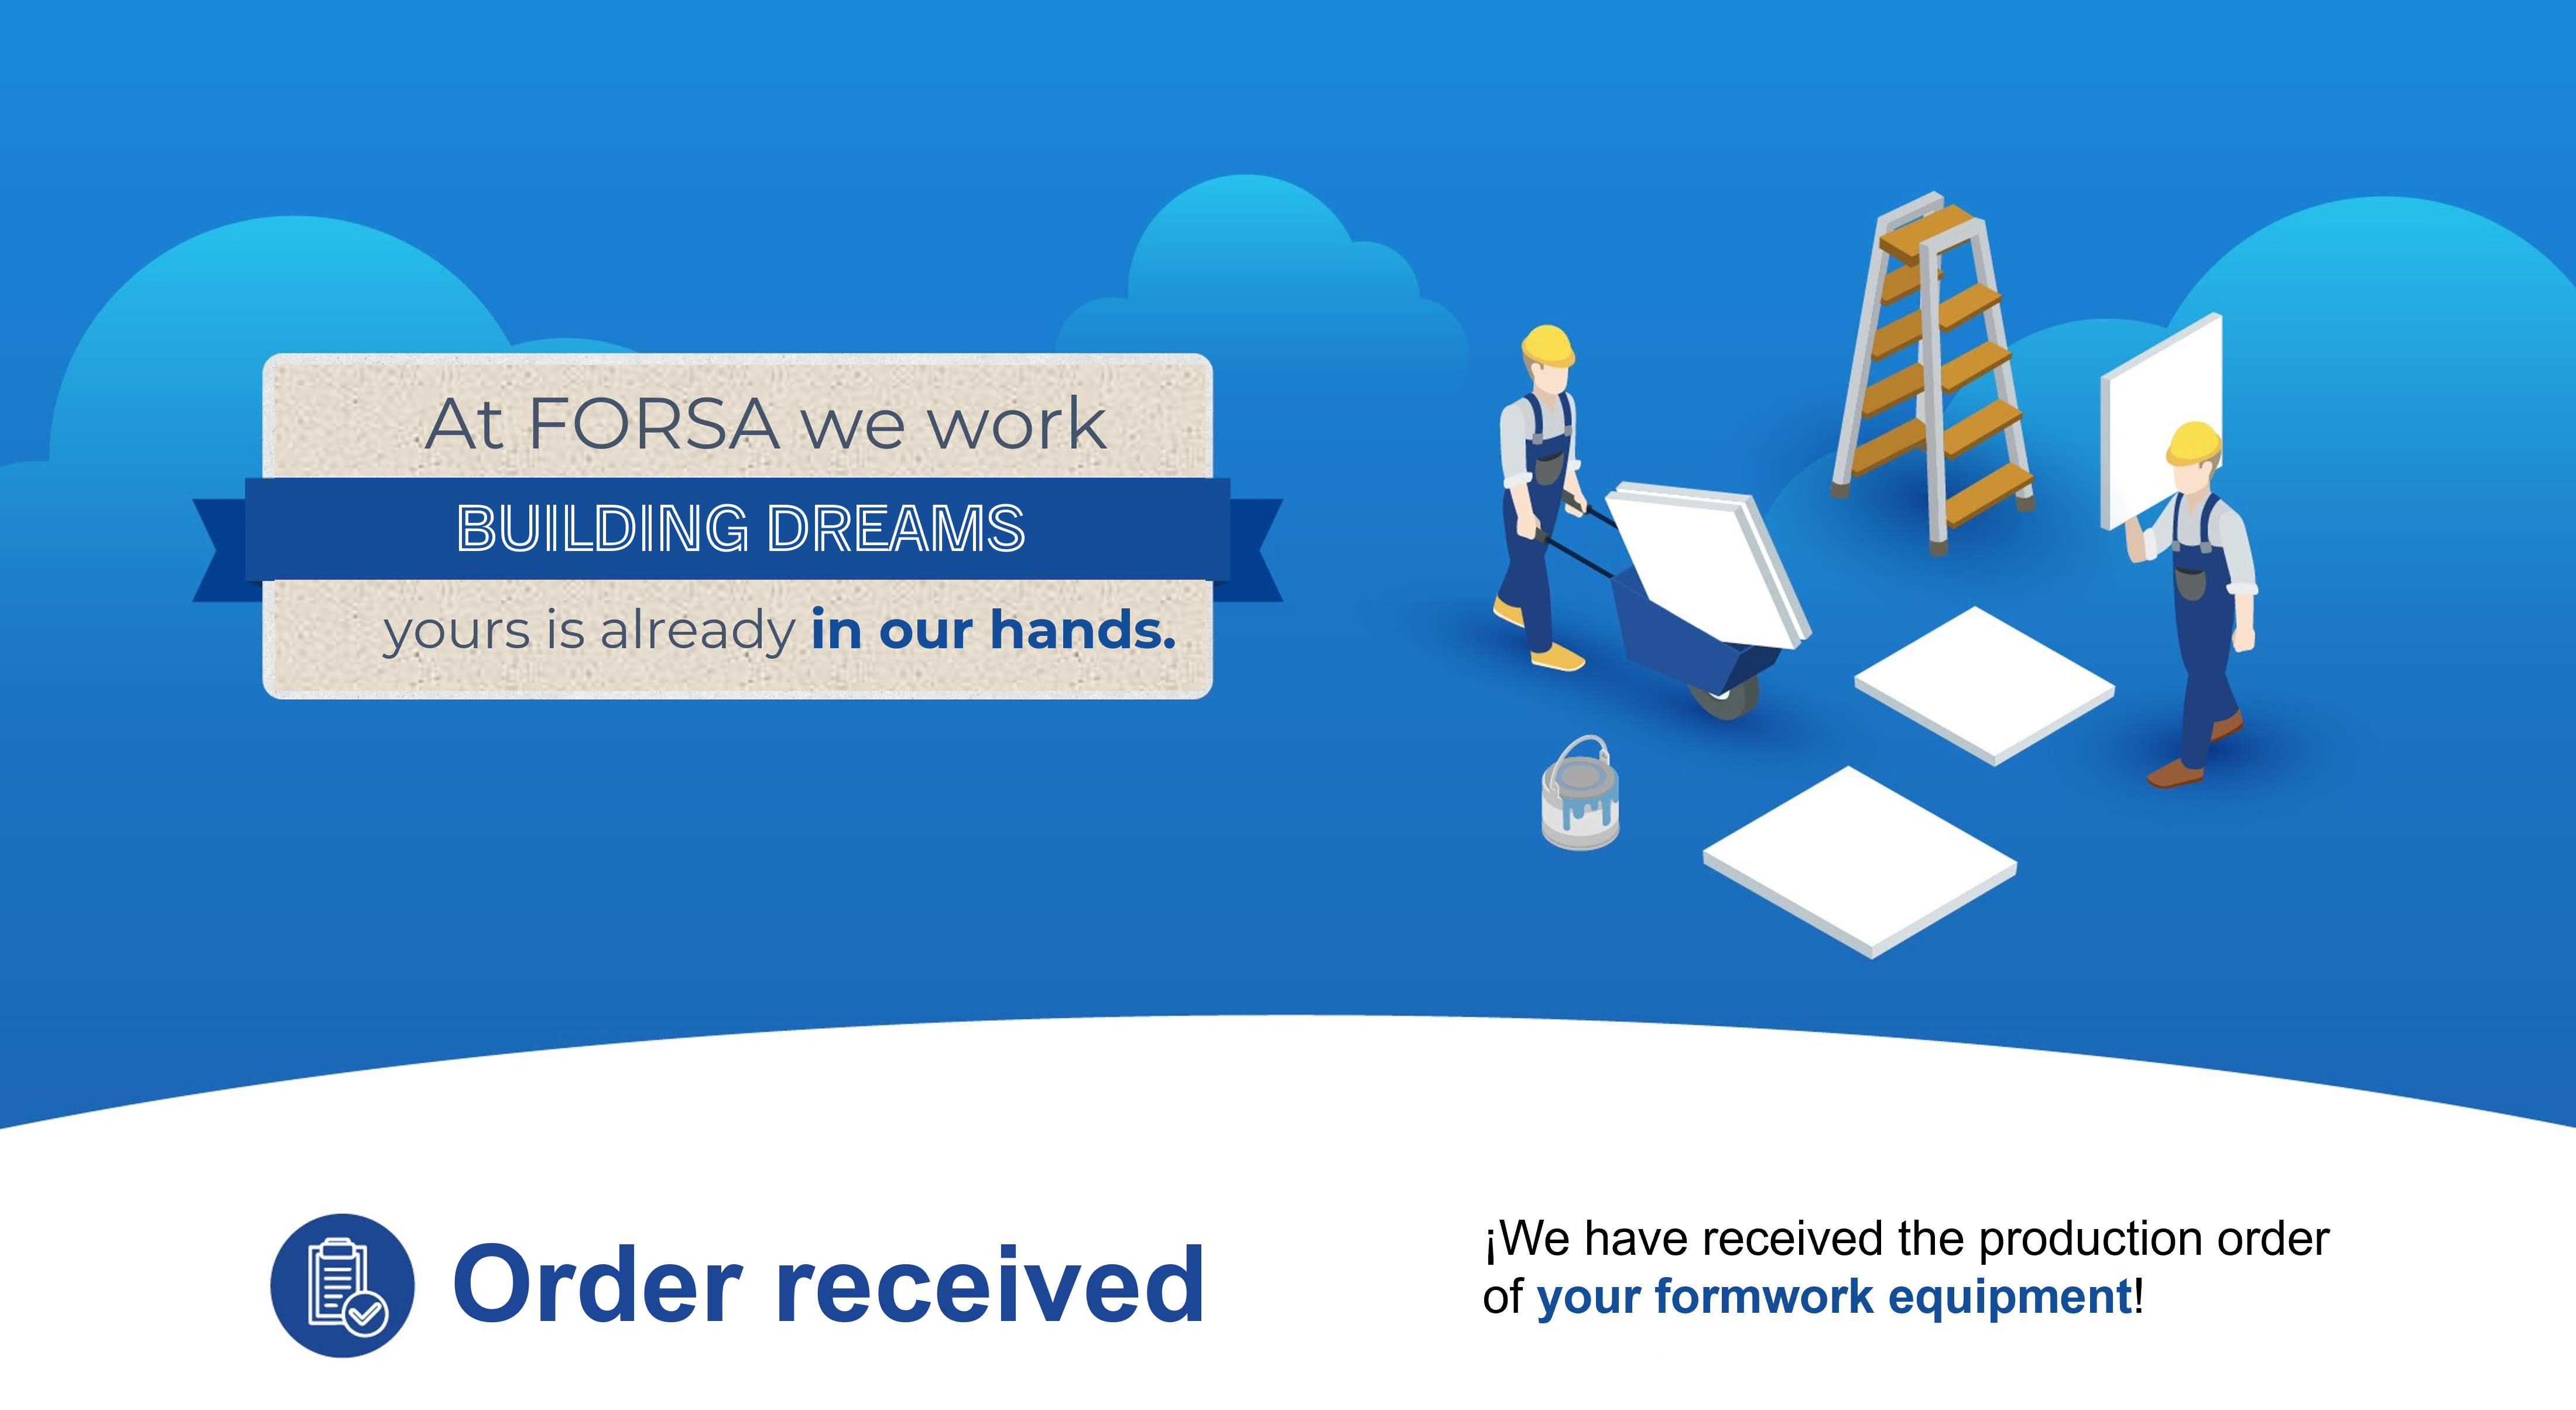 At FORSA we work
BUILDING DREAMS
yours is already in our hands.
Order received
¡We have received the production order
of your formwork equipment!